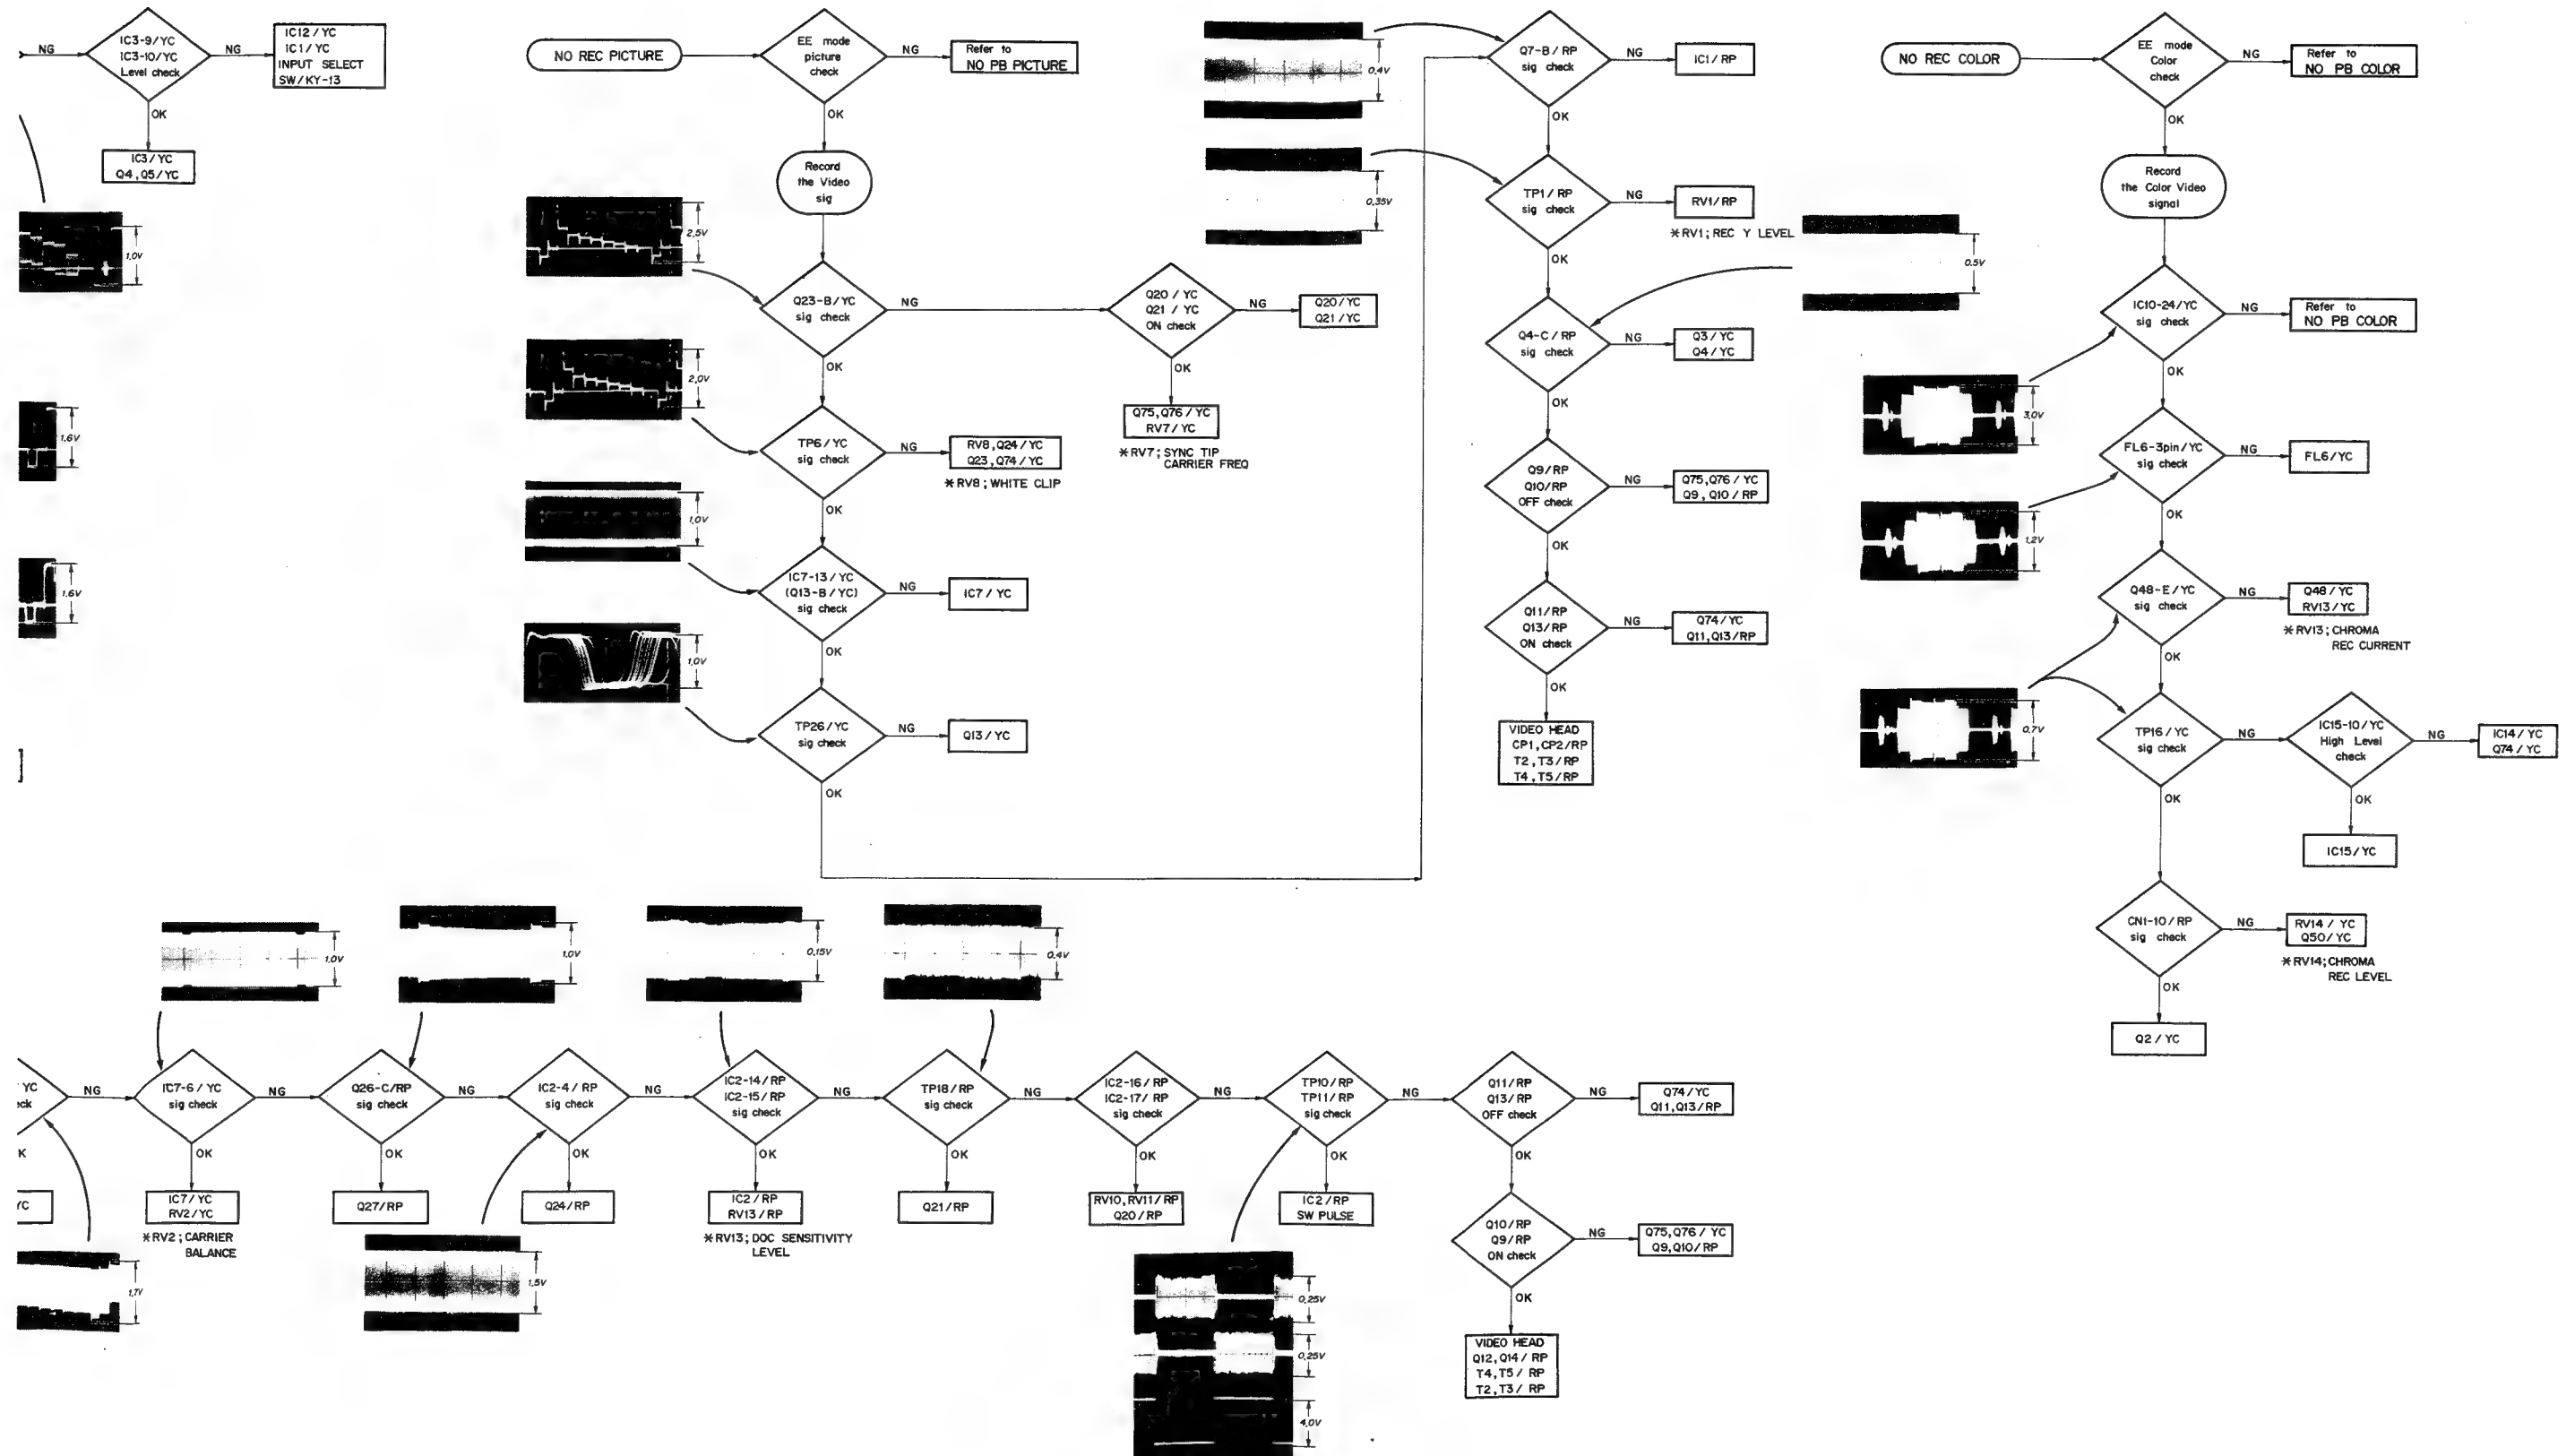 NG
IC3-9/YC
IC3-10/YC
Level check
NG
IC12/YC
IC1/YC
INPUT SELECT
SW/KY-13
OK
IC3/YC
Q4,Q5/YC
1.0V
1.6V
1.6V
]
NO REC PICTURE
EE mode
picture
check
NG
Refer to
NO PB PICTURE
OK
Record
the Video
sig
2.5V
Q23-B/YC
sig check
NG
Q20/YC
Q21/YC
ON check
NG
Q20/YC
Q21/YC
OK
Q75,Q76/YC
RV7/YC
*RV7; SYNC TIP
CARRIER FREQ
OK
2.0V
TP6/YC
sig check
NG
RV8,Q24/YC
Q23,Q74/YC
*RV8; WHITE CLIP
OK
1.0V
IC7-13/YC
(Q13-B/YC)
sig check
NG
IC7/YC
OK
1.0V
TP26/YC
sig check
NG
Q13/YC
OK
0.4V
Q7-B/RP
sig check
NG
IC1/RP
OK
0.35V
TP1/RP
sig check
NG
RV1/RP
*RV1; REC Y LEVEL
OK
0.5V
Q4-C/RP
sig check
NG
Q3/YC
Q4/YC
OK
Q9/RP
Q10/RP
OFF check
NG
Q75,Q76/YC
Q9,Q10/RP
OK
Q11/RP
Q13/RP
ON check
NG
Q74/YC
Q11,Q13/RP
OK
VIDEO HEAD
CP1,CP2/RP
T2,T3/RP
T4,T5/RP
NO REC COLOR
EE mode
Color
check
NG
Refer to
NO PB COLOR
OK
Record
the Color Video
signal
IC10-24/YC
sig check
NG
Refer to
NO PB COLOR
OK
3.0V
FL6-3pin/YC
sig check
NG
FL6/YC
OK
1.2V
Q48-E/YC
sig check
NG
Q48/YC
RV13/YC
*RV13; CHROMA
REC CURRENT
OK
0.7V
TP16/YC
sig check
NG
IC15-10/YC
High Level
check
NG
IC14/YC
Q74/YC
OK
IC15/YC
OK
CN1-10/RP
sig check
NG
RV14/YC
Q50/YC
*RV14; CHROMA
REC LEVEL
OK
Q2/YC
1.0V
1.0V
0.15V
0.4V
YC
NG
IC7-6/YC
sig check
NG
Q26-C/RP
sig check
NG
IC2-4/RP
sig check
NG
IC2-14/RP
IC2-15/RP
sig check
NG
TP18/RP
sig check
NG
IC2-16/RP
IC2-17/RP
sig check
NG
TP10/RP
TP11/RP
sig check
NG
Q11/RP
Q13/RP
OFF check
NG
Q74/YC
Q11,Q13/RP
K
OK
OK
OK
OK
OK
OK
OK
OK
YC
IC7/YC
RV2/YC
*RV2; CARRIER
BALANCE
Q27/RP
Q24/RP
IC2/RP
RV13/RP
*RV13; DOC SENSITIVITY
LEVEL
Q21/RP
RV10,RV11/RP
Q20/RP
IC2/RP
SW PULSE
Q10/RP
Q9/RP
ON check
NG
Q75,Q76/YC
Q9,Q10/RP
OK
VIDEO HEAD
Q12,Q14/RP
T4,T5/RP
T2,T3/RP
1.7V
1.5V
0.25V
0.25V
4.0V